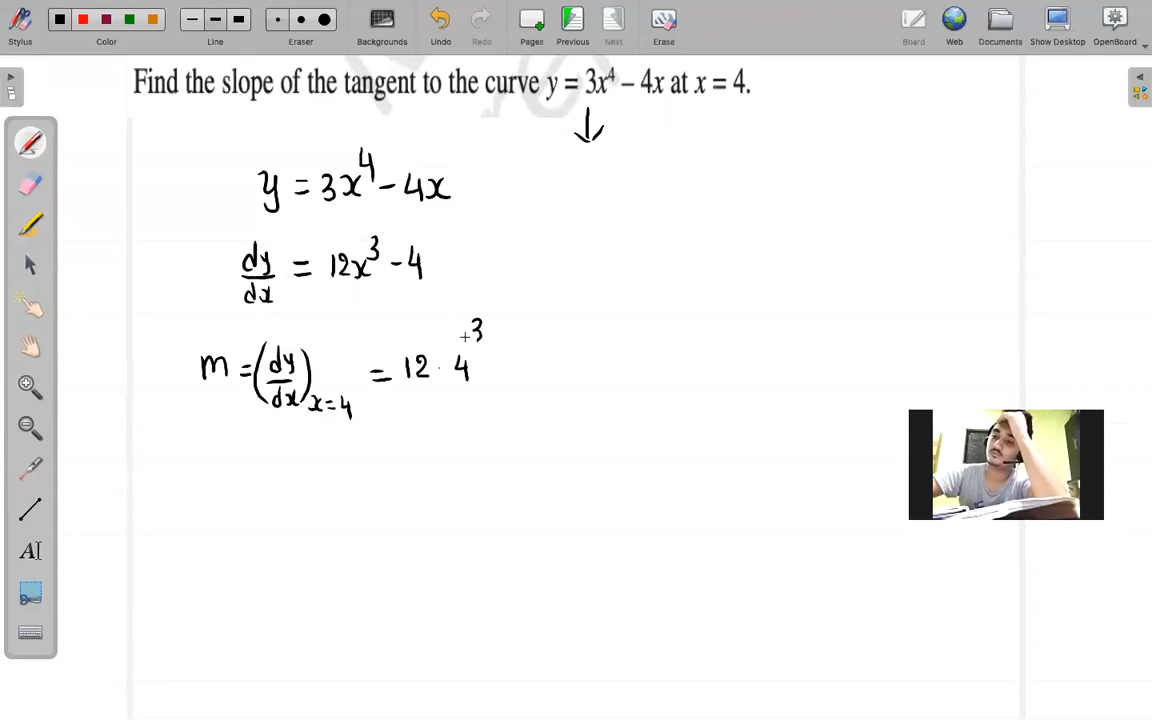 Stylus Color Line Eraser Backgrounds Undo Redo Pages Previous Next Erase Board Web Documents Show Desktop OpenBoard
Find the slope of the tangent to the curve y = 3x⁴ – 4x at x = 4.
↓
y = 3x⁴ - 4x
dy/dx = 12x³ - 4
m = (dy/dx)ₓ₌₄ = 12 · 4³